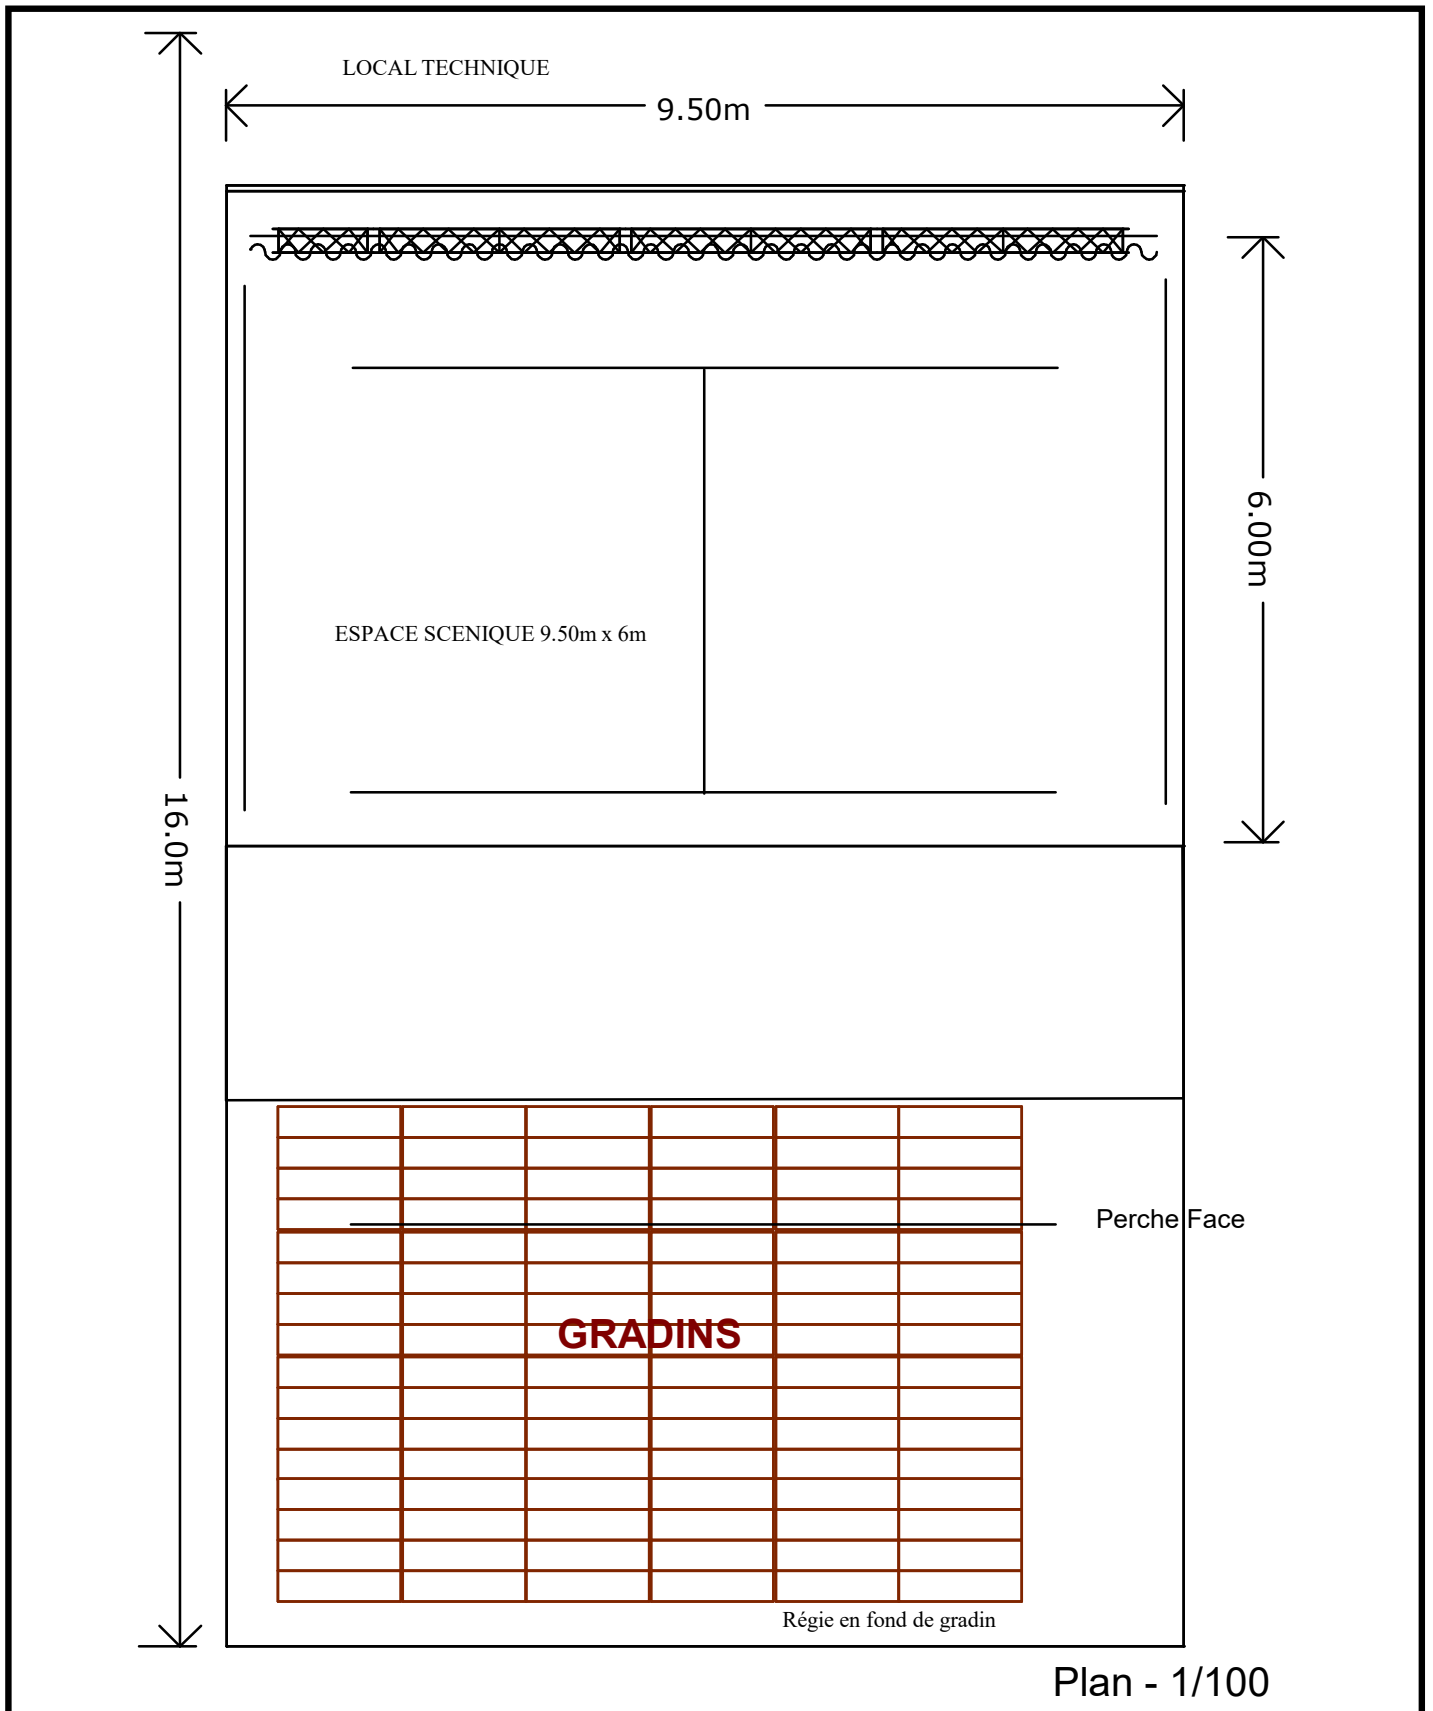 LOCAL TECHNIQUE
9.50m
6.00m
ESPACE SCENIQUE 9.50m x 6m
16.0m
Perche Face
GRADINS
Régie en fond de gradin
Plan - 1/100